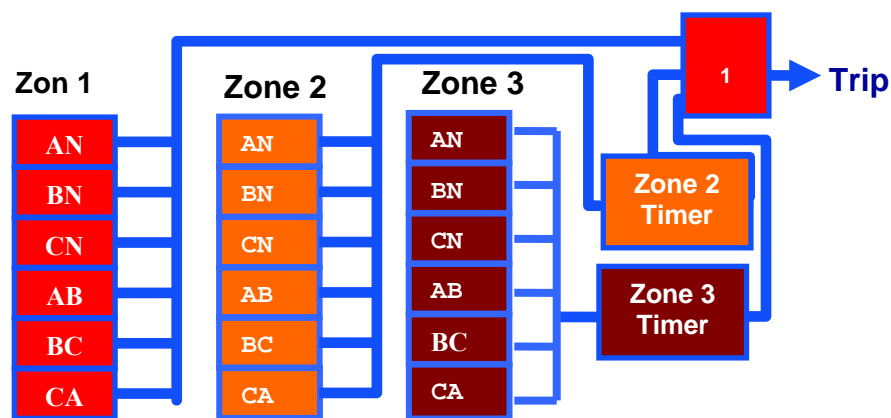 Zon 1
AN
BN
CN
AB
BC
CA
Zone 2
AN
BN
CN
AB
BC
CA
Zone 3
AN
BN
CN
AB
BC
CA
Zone 2
Timer
Zone 3
Timer
1
Trip